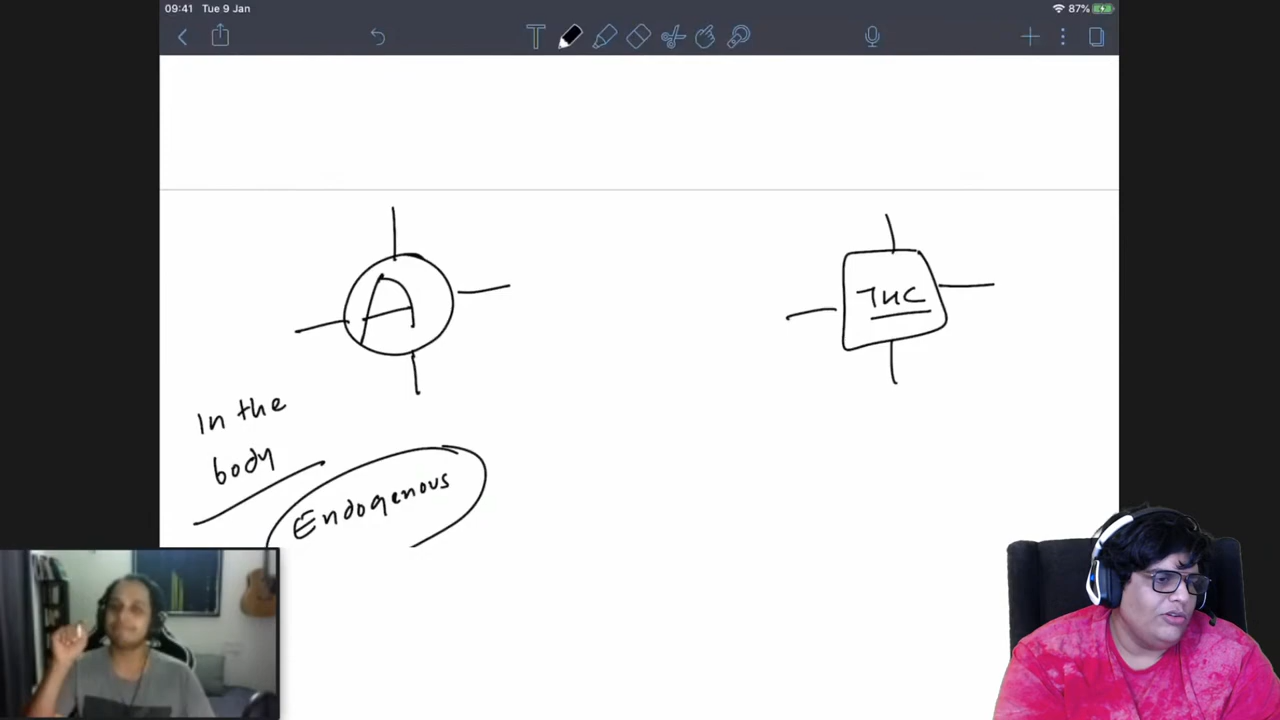 09:41 Tue 9 Jan
87%
T
A
THC
In the
body
Endogenous